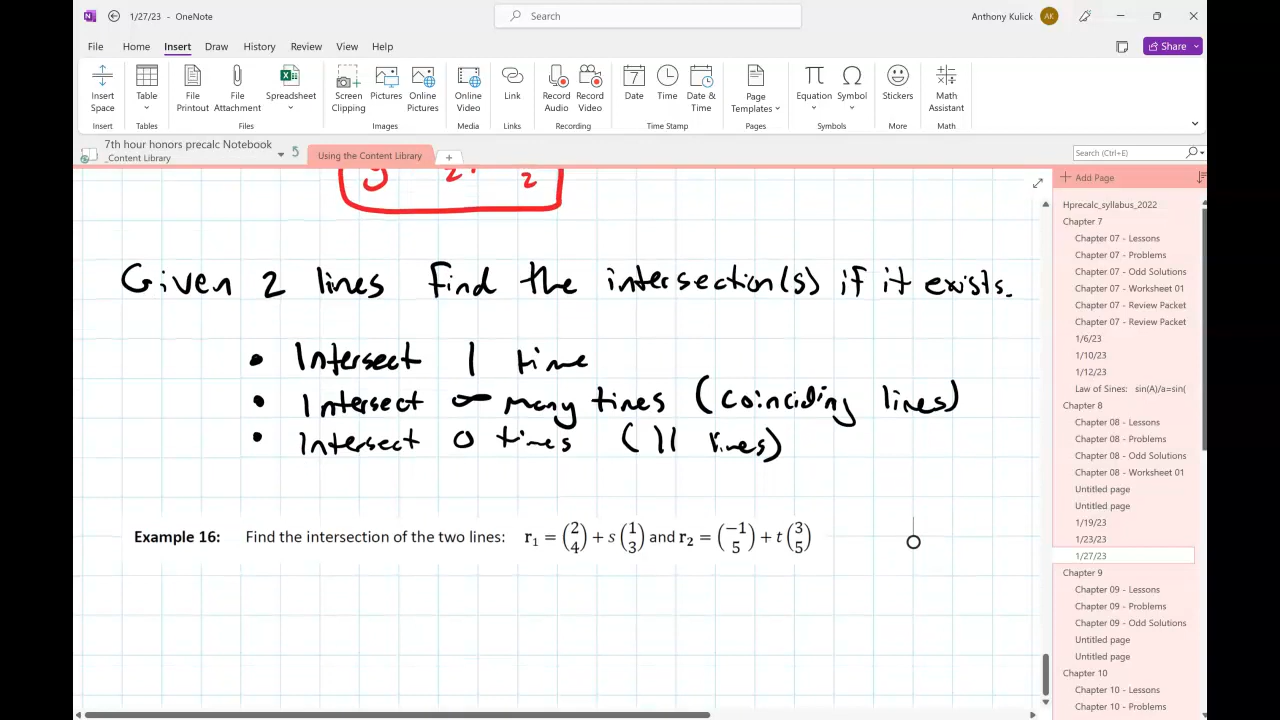 1/27/23 - OneNote
Search
Anthony Kulick
AK
File Home Insert Draw History Review View Help
Share
Insert Space
Table
File Printout
File Attachment
Spreadsheet
Screen Clipping
Pictures
Online Pictures
Online Video
Link
Record Audio
Record Video
Date
Time
Date & Time
Page Templates
Equation
Symbol
Stickers
Math Assistant
Insert Tables Files Images Media Links Recording Time Stamp Pages Symbols More Math
7th hour honors precalc Notebook
_Content Library
Using the Content Library
Search (Ctrl+E)
Add Page
y 2 2
Given 2 lines find the intersection(s) if it exists.
• Intersect 1 time
• Intersect ∞ many times (coinciding lines)
• Intersect 0 times (|| lines)
Example 16: Find the intersection of the two lines: r₁ = (2 4) + s (1 3) and r₂ = (−1 5) + t (3 5)
Hprecalc_syllabus_2022
Chapter 7
Chapter 07 - Lessons
Chapter 07 - Problems
Chapter 07 - Odd Solutions
Chapter 07 - Worksheet 01
Chapter 07 - Review Packet
Chapter 07 - Review Packet
1/6/23
1/10/23
1/12/23
Law of Sines: sin(A)/a=sin(
Chapter 8
Chapter 08 - Lessons
Chapter 08 - Problems
Chapter 08 - Odd Solutions
Chapter 08 - Worksheet 01
Untitled page
Untitled page
1/19/23
1/23/23
1/27/23
Chapter 9
Chapter 09 - Lessons
Chapter 09 - Problems
Chapter 09 - Odd Solutions
Untitled page
Untitled page
Chapter 10
Chapter 10 - Lessons
Chapter 10 - Problems